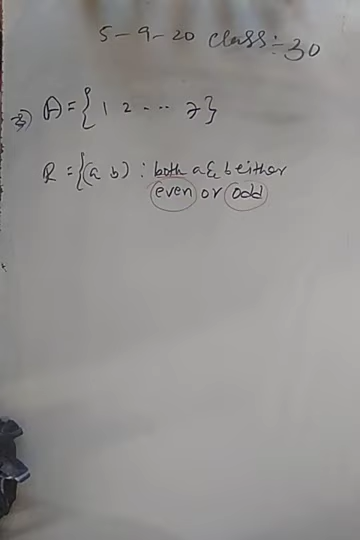 5-9-20 class:-30
3) A={ 1 2 --- 7}
R={(a b) : both a & b either
even or odd